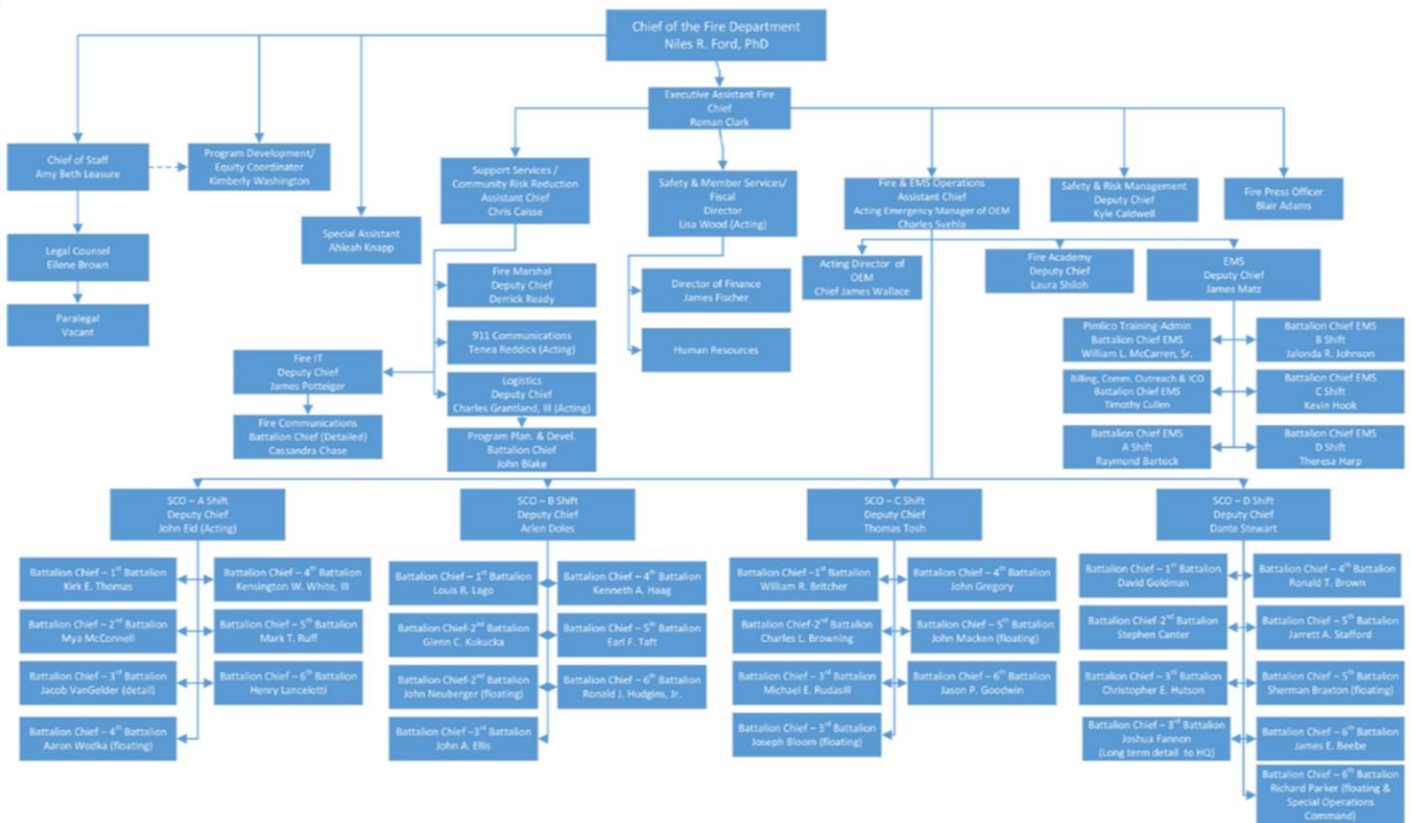 Chief of the Fire Department
Niles R. Ford, PhD
Executive Assistant Fire
Chief
Roman Clark
Chief of Staff
Amy Beth Leasure
Program Development/
Equity Coordinator
Kimberly Washington
Support Services /
Community Risk Reduction
Assistant Chief
Chris Caisse
Safety & Member Services/
Fiscal
Director
Lisa Wood (Acting)
Fire & EMS Operations
Assistant Chief
Acting Emergency Manager of OEM
Charles Svehla
Safety & Risk Management
Deputy Chief
Kyle Caldwell
Fire Press Officer
Blair Adams
Special Assistant
Ahleah Knapp
Legal Counsel
Eilene Brown
Paralegal
Vacant
Fire Marshal
Deputy Chief
Derrick Ready
911 Communications
Tenea Reddick (Acting)
Logistics
Deputy Chief
Charles Grantland, III (Acting)
Program Plan. & Devel.
Battalion Chief
John Blake
Fire IT
Deputy Chief
James Potteiger
Fire Communications
Battalion Chief (Detailed)
Cassandra Chase
Director of Finance
James Fischer
Human Resources
Acting Director of
OEM
Chief James Wallace
Fire Academy
Deputy Chief
Laura Shiloh
EMS
Deputy Chief
James Matz
Pimlico Training-Admin
Battalion Chief EMS
William L. McCarren, Sr.
Battalion Chief EMS
B Shift
Jalonda R. Johnson
Billing, Comm. Outreach & ICO
Battalion Chief EMS
Timothy Cullen
Battalion Chief EMS
C Shift
Kevin Hook
Battalion Chief EMS
A Shift
Raymond Bartock
Battalion Chief EMS
D Shift
Theresa Harp
SCO – A Shift
Deputy Chief
John Eid (Acting)
Battalion Chief – 1st Battalion
Kirk E. Thomas
Battalion Chief – 4th Battalion
Kensington W. White, III
Battalion Chief – 2nd Battalion
Mya McConnell
Battalion Chief – 5th Battalion
Mark T. Ruff
Battalion Chief – 3rd Battalion
Jacob VanGelder (detail)
Battalion Chief – 6th Battalion
Henry Lancelotti
Battalion Chief – 4th Battalion
Aaron Wodka (floating)
SCO – B Shift
Deputy Chief
Arlen Doles
Battalion Chief – 1st Battalion
Louis R. Lago
Battalion Chief – 4th Battalion
Kenneth A. Haag
Battalion Chief-2nd Battalion
Glenn C. Kukucka
Battalion Chief – 5th Battalion
Earl F. Taft
Battalion Chief-2nd Battalion
John Neuberger (floating)
Battalion Chief – 6th Battalion
Ronald J. Hudgins, Jr.
Battalion Chief –3rd Battalion
John A. Ellis
SCO – C Shift
Deputy Chief
Thomas Tosh
Battalion Chief –1st Battalion
William R. Britcher
Battalion Chief – 4th Battalion
John Gregory
Battalion Chief-2nd Battalion
Charles L. Browning
Battalion Chief – 5th Battalion
John Macken (floating)
Battalion Chief – 3rd Battalion
Michael E. Rudasill
Battalion Chief – 6th Battalion
Jason P. Goodwin
Battalion Chief – 3rd Battalion
Joseph Bloom (floating)
SCO – D Shift
Deputy Chief
Dante Stewart
Battalion Chief – 1st Battalion
David Goldman
Battalion Chief – 4th Battalion
Ronald T. Brown
Battalion Chief-2nd Battalion
Stephen Canter
Battalion Chief – 5th Battalion
Jarrett A. Stafford
Battalion Chief – 3rd Battalion
Christopher E. Hutson
Battalion Chief – 5th Battalion
Sherman Braxton (floating)
Battalion Chief – 3rd Battalion
Joshua Fannon
(Long term detail to HQ)
Battalion Chief – 6th Battalion
James E. Beebe
Battalion Chief – 6th Battalion
Richard Parker (floating &
Special Operations
Command)